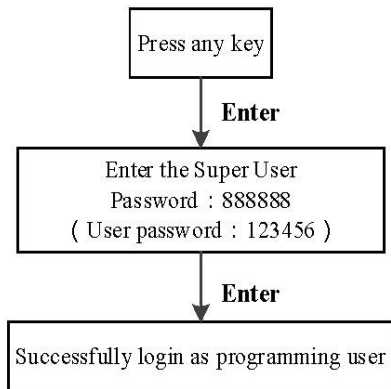 Press any key
Enter
Enter the Super User
Password : 888888
( User password : 123456 )
Enter
Successfully login as programming user